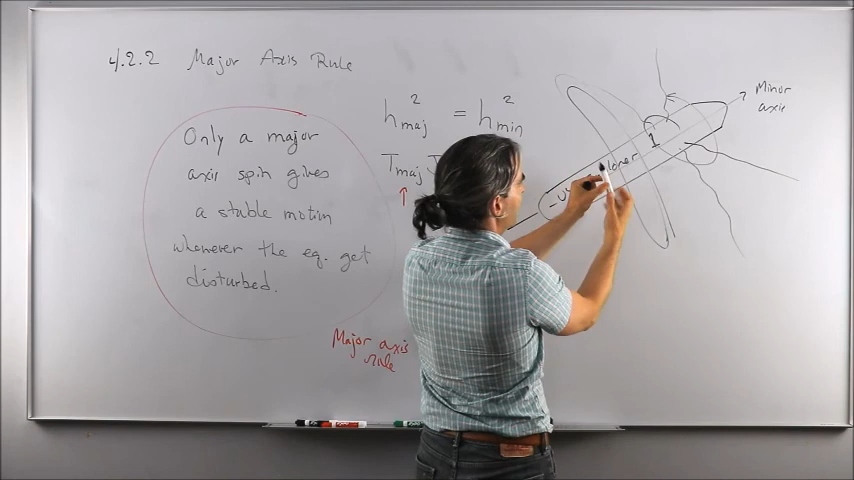 4.2.2 Major Axis Rule
Only a major
axis spin gives
a stable motion
whenever the eq. get
disturbed.
h²maj = h²min
Tmaj
Major axis
rule
Minor
axis
1